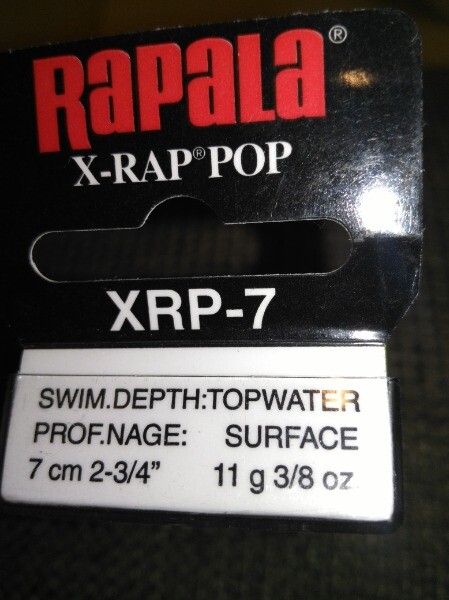 Rapala®
X-RAP® POP
XRP-7
SWIM.DEPTH:TOPWATER
PROF.NAGE: SURFACE
7 cm 2-3/4” 11 g 3/8 oz